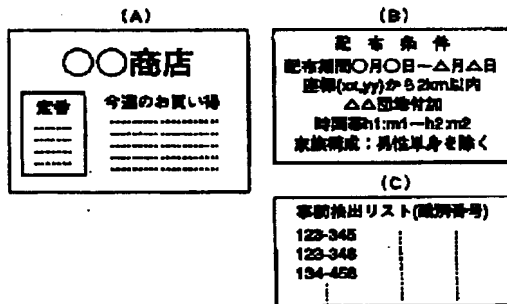 (A)
○○商店
定番
今週のお買い得
(B)
配布条件
配布期間○月○日〜△月△日
座標(xx,yy)から2km以内
△△団地付加
時間帯h1:m1〜h2:m2
家族構成：男性単身を除く
(C)
事前抽出リスト(識別番号)
123-345
123-348
134-458